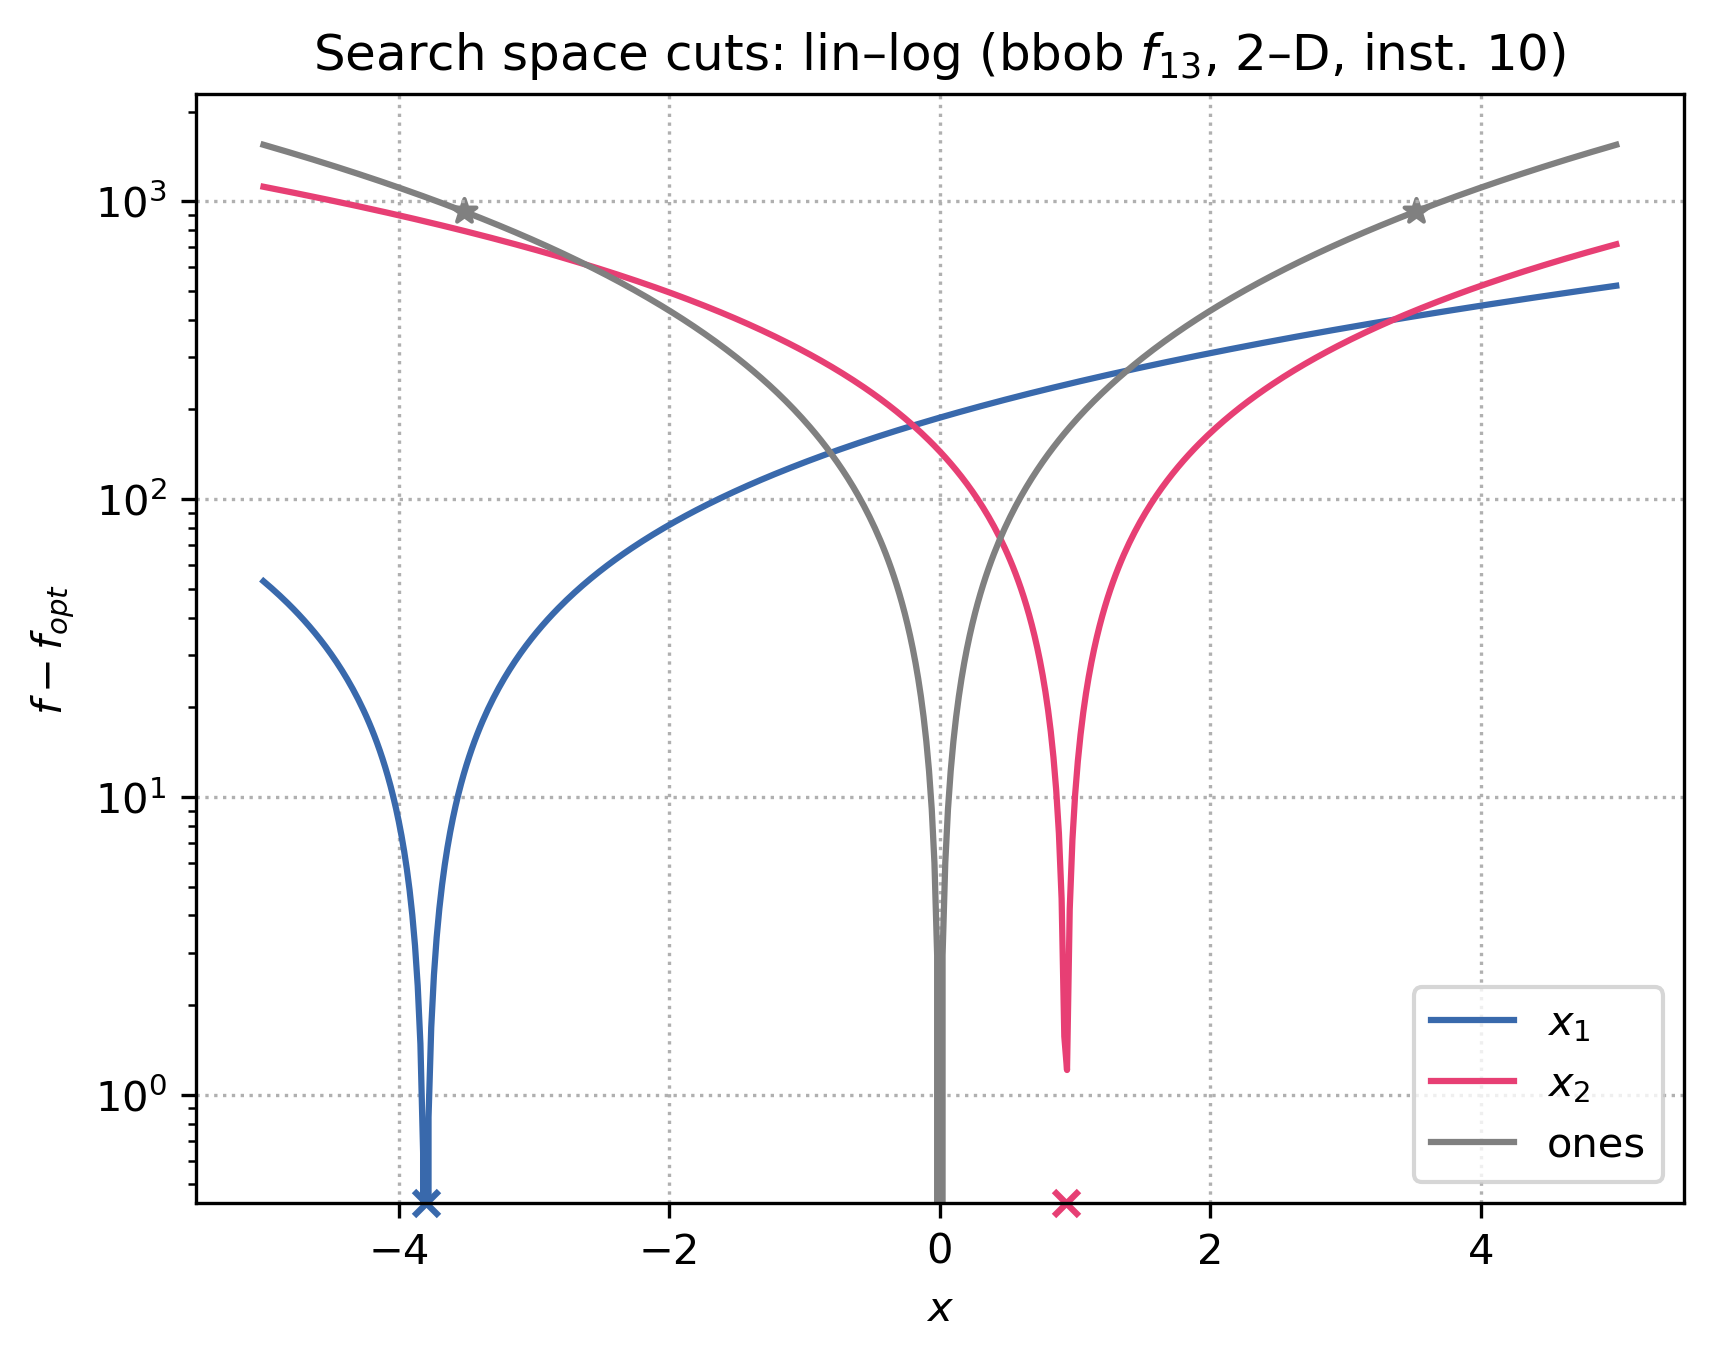 Search space cuts: lin–log (bbob f13, 2–D, inst. 10)
10^3
10^2
10^1
10^0
f − fopt
−4
−2
0
2
4
x
x1
x2
ones